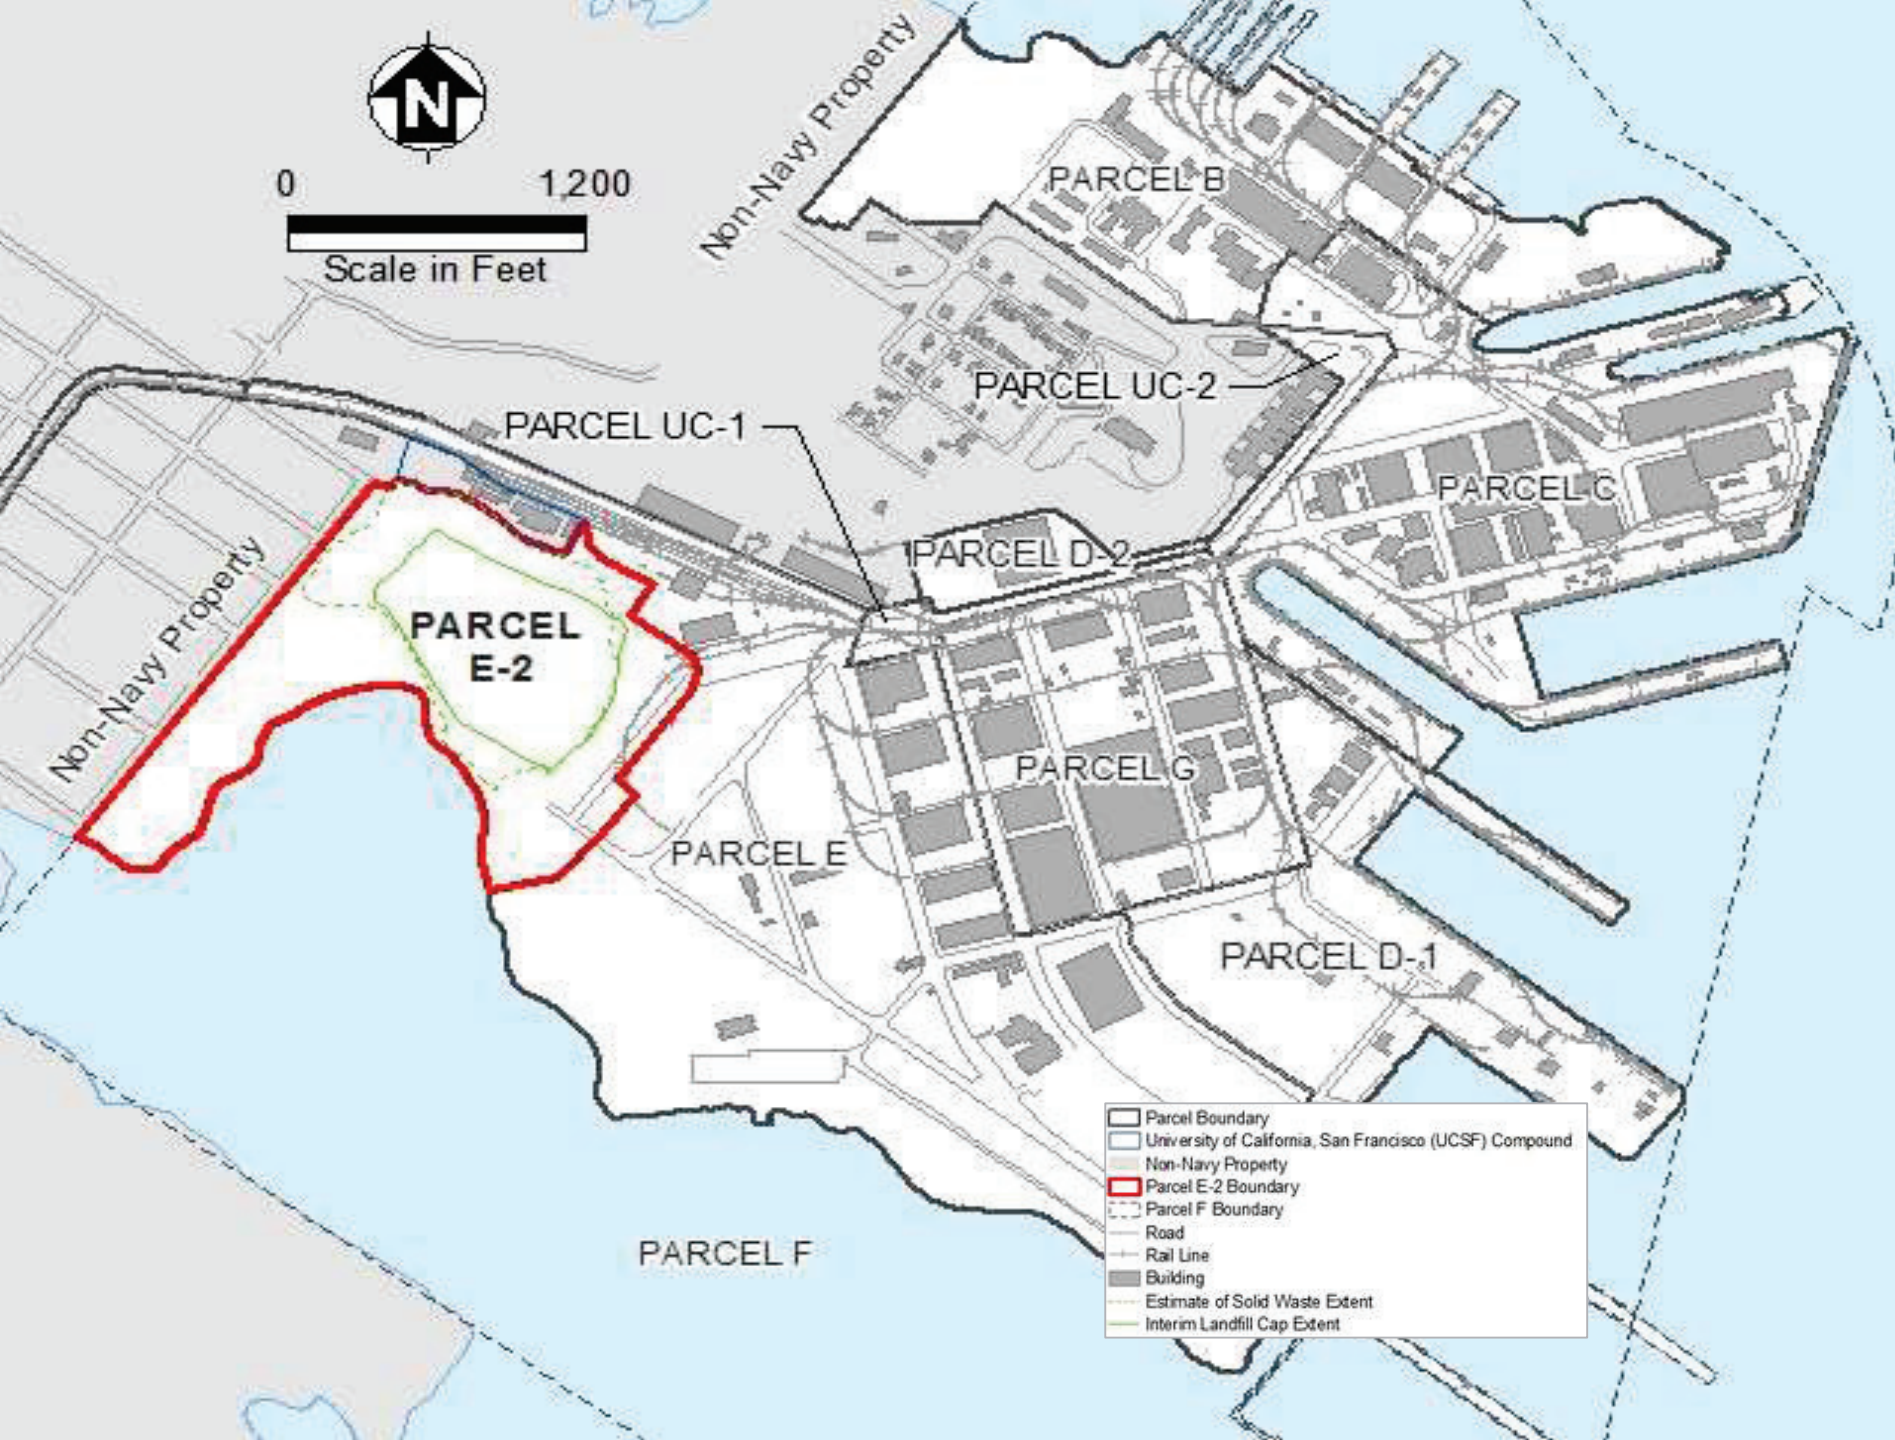 N
0 1,200
Scale in Feet
Non-Navy Property
PARCEL B
PARCEL UC-2
PARCEL UC-1
PARCEL C
PARCEL D-2
Non-Navy Property
PARCEL
E-2
PARCEL G
PARCEL E
PARCEL D-1
PARCEL F
Parcel Boundary
University of California, San Francisco (UCSF) Compound
Non-Navy Property
Parcel E-2 Boundary
Parcel F Boundary
Road
Rail Line
Building
Estimate of Solid Waste Extent
Interim Landfill Cap Extent